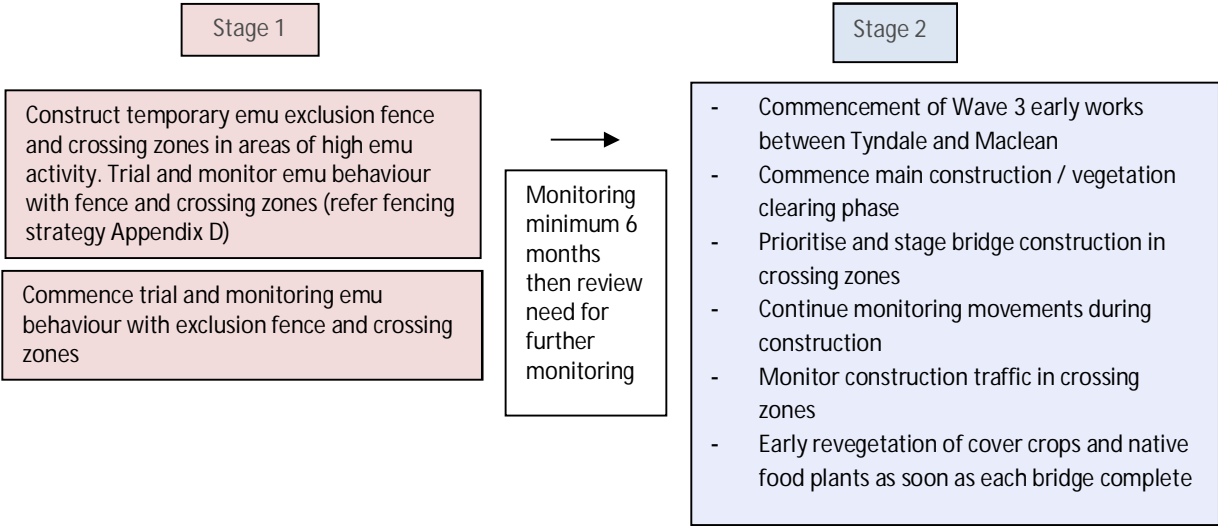 Stage 1
Construct temporary emu exclusion fence
and crossing zones in areas of high emu
activity. Trial and monitor emu behaviour
with fence and crossing zones (refer fencing
strategy Appendix D)
Commence trial and monitoring emu
behaviour with exclusion fence and crossing
zones
Monitoring
minimum 6
months
then review
need for
further
monitoring
Stage 2
- Commencement of Wave 3 early works
between Tyndale and Maclean
- Commence main construction / vegetation
clearing phase
- Prioritise and stage bridge construction in
crossing zones
- Continue monitoring movements during
construction
- Monitor construction traffic in crossing
zones
- Early revegetation of cover crops and native
food plants as soon as each bridge complete